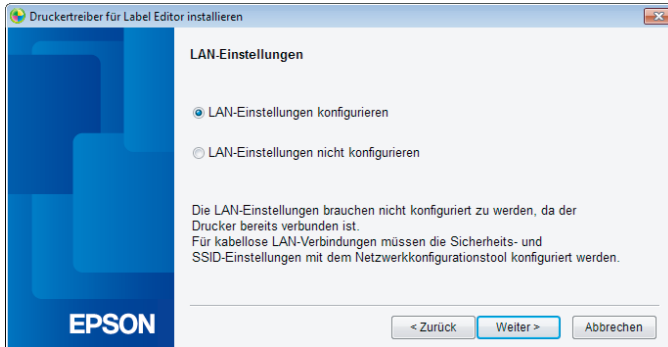 Druckertreiber für Label Editor installieren
LAN-Einstellungen
LAN-Einstellungen konfigurieren
LAN-Einstellungen nicht konfigurieren
Die LAN-Einstellungen brauchen nicht konfiguriert zu werden, da der
Drucker bereits verbunden ist.
Für kabellose LAN-Verbindungen müssen die Sicherheits- und
SSID-Einstellungen mit dem Netzwerkkonfigurationstool konfiguriert werden.
EPSON
< Zurück
Weiter >
Abbrechen